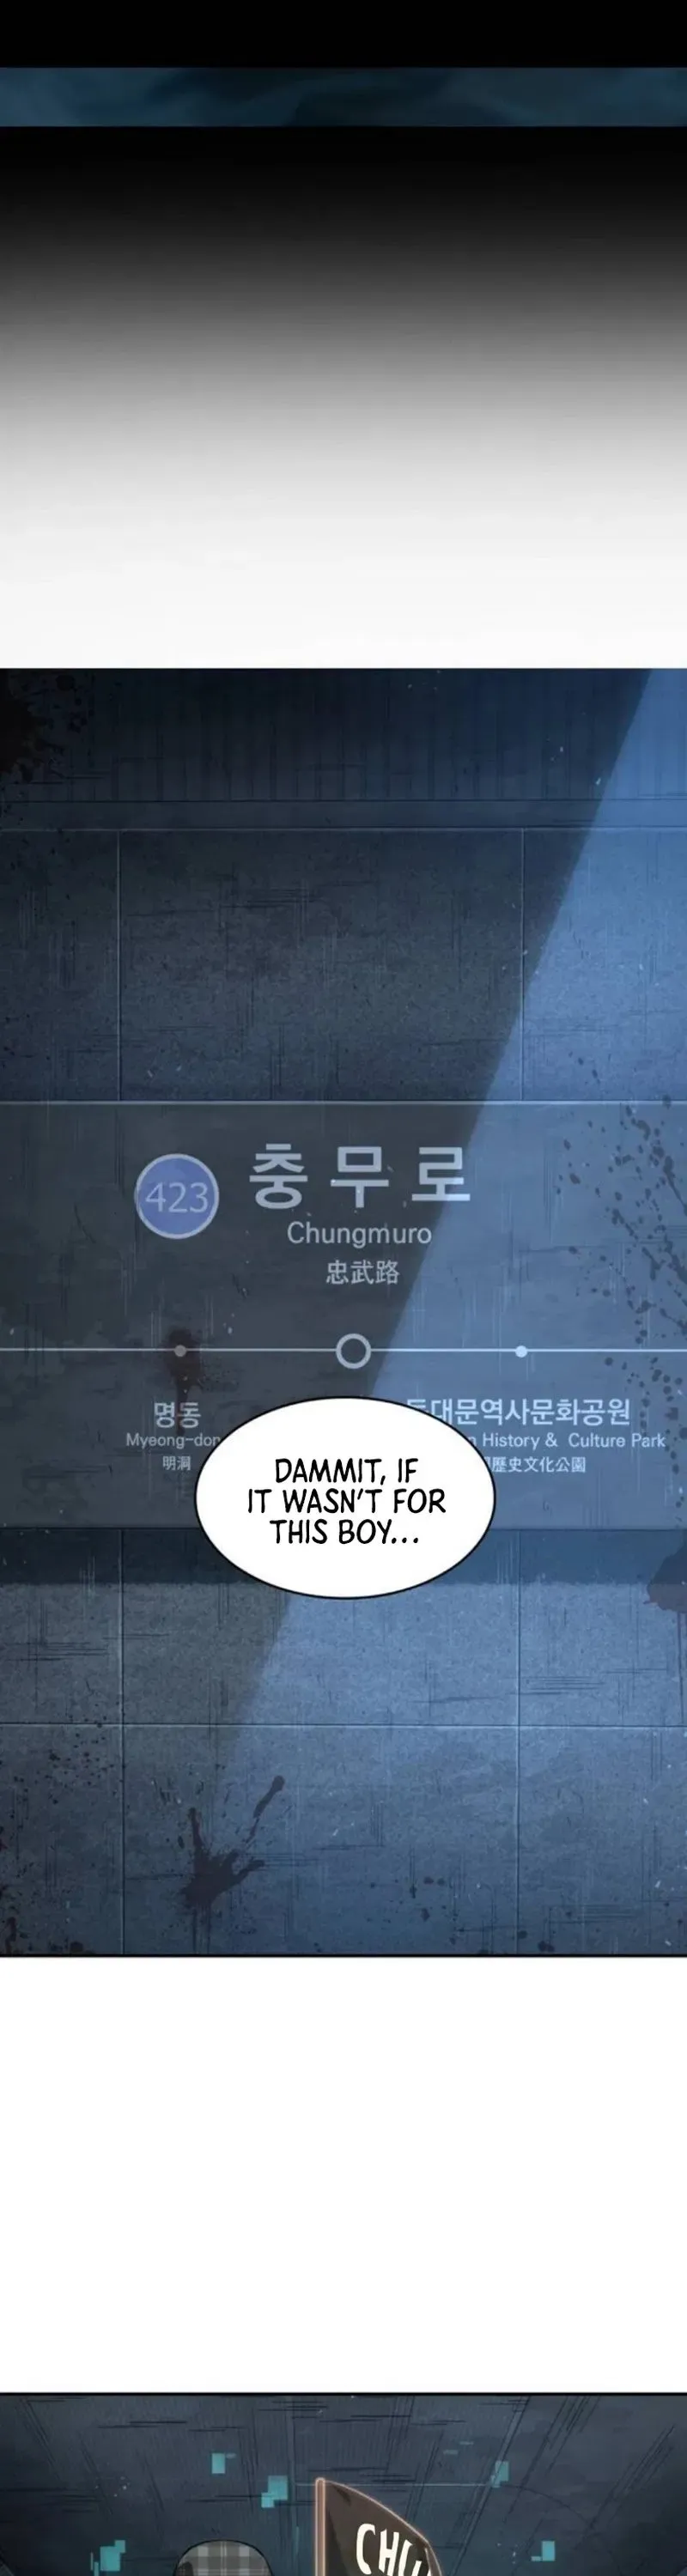 423
충무로
Chungmuro
忠武路
명동
대문역사문화공원
Myeong-don
History & Culture Park
明洞
歷史文化公園
DAMMIT, IF
IT WASN'T FOR
THIS BOY...